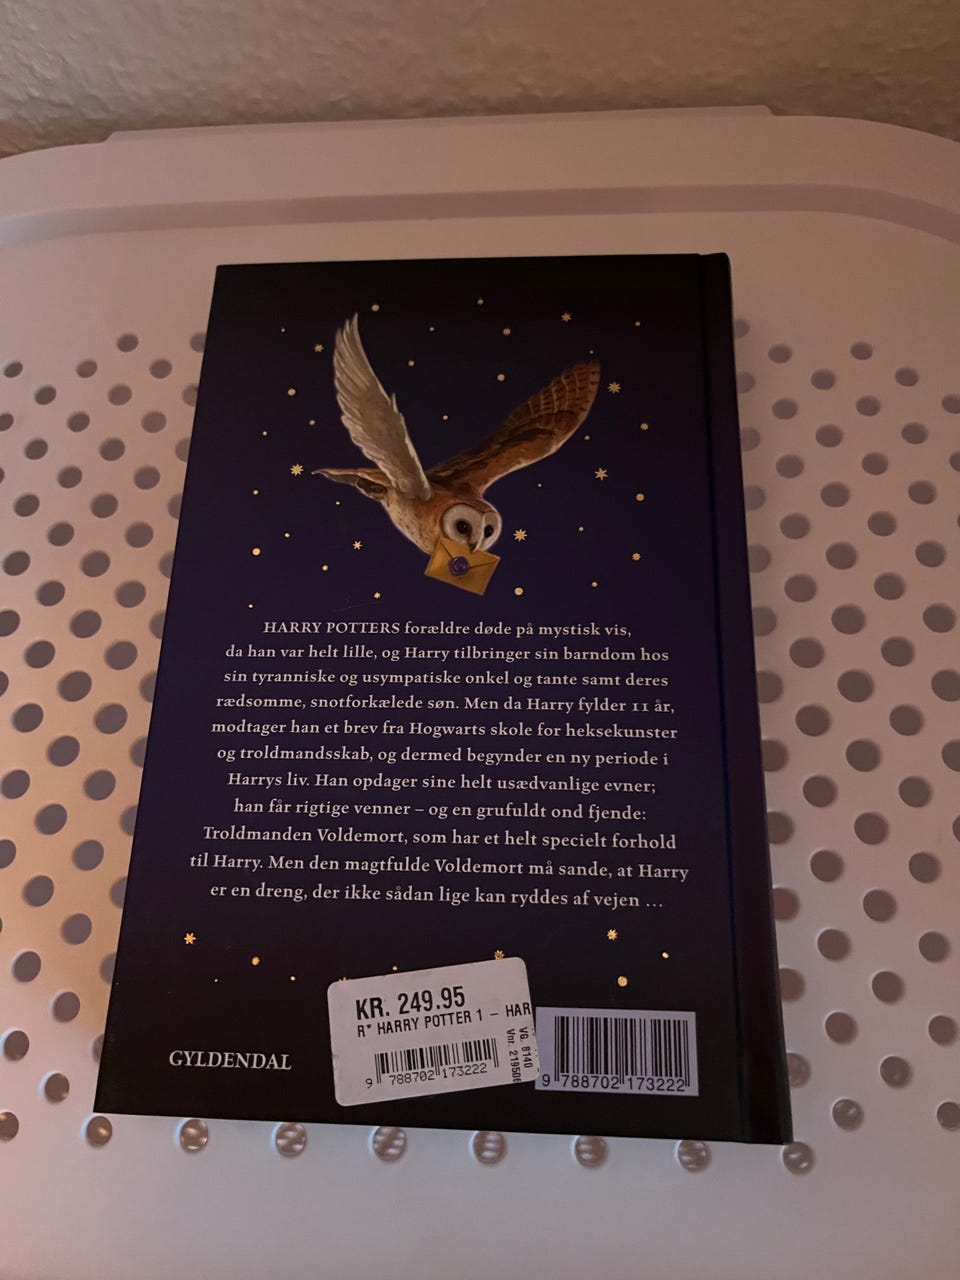 HARRY POTTERS forældre døde på mystisk vis,
da han var helt lille, og Harry tilbringer sin barndom hos
sin tyranniske og usympatiske onkel og tante samt deres
rædsomme, snotforkælede søn. Men da Harry fylder 11 år,
modtager han et brev fra Hogwarts skole for heksekunster
og troldmandsskab, og dermed begynder en ny periode i
Harrys liv. Han opdager sine helt usædvanlige evner;
han får rigtige venner – og en grufuldt ond fjende:
Troldmanden Voldemort, som har et helt specielt forhold
til Harry. Men den magtfulde Voldemort må sande, at Harry
er en dreng, der ikke sådan lige kan ryddes af vejen ...
KR. 249.95
R* HARRY POTTER 1 – HAR
VG. 8140
Vnr. 219506
9 788702 173222
9 788702 173222
GYLDENDAL